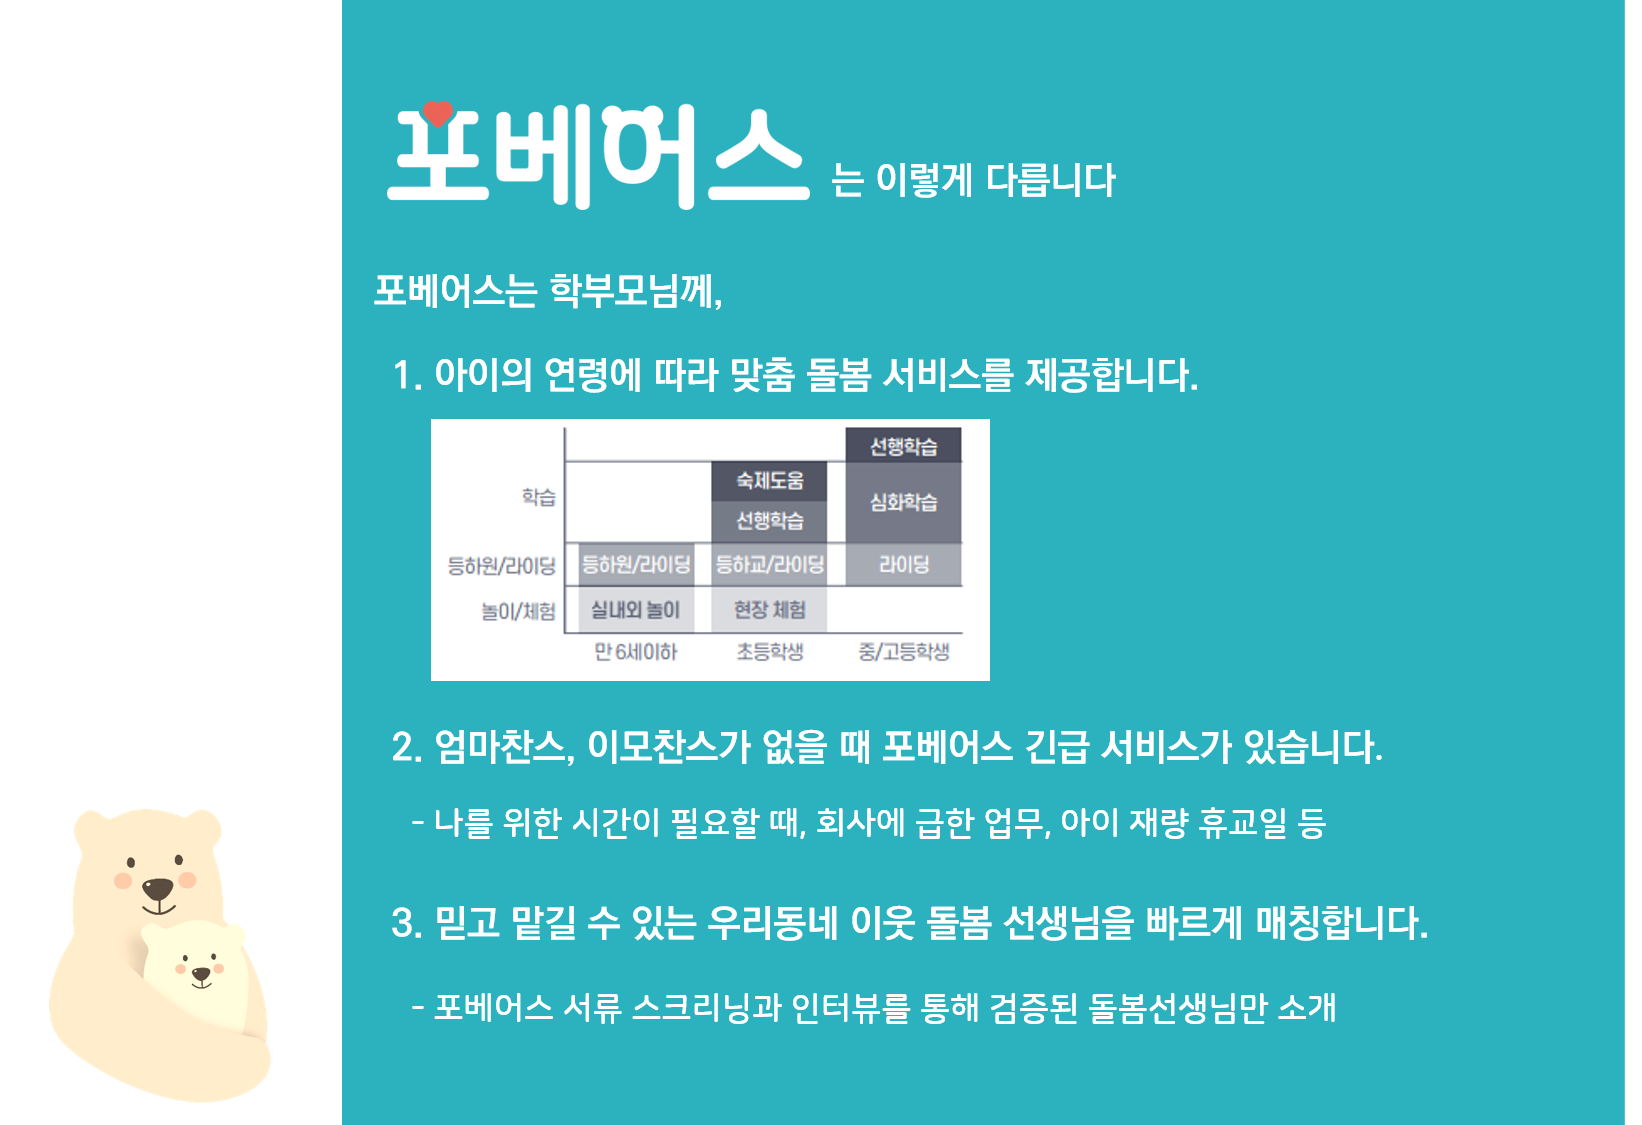 포베어스는 이렇게 다릅니다
포베어스는 학부모님께,
1. 아이의 연령에 따라 맞춤 돌봄 서비스를 제공합니다.
선행학습
숙제도움
학습
심화학습
선행학습
등하원/라이딩 등하원/라이딩 등하교/라이딩 라이딩
놀이/체험 실내외 놀이 현장 체험
만 6세이하 초등학생 중/고등학생
2. 엄마찬스, 이모찬스가 없을 때 포베어스 긴급 서비스가 있습니다.
- 나를 위한 시간이 필요할 때, 회사에 급한 업무, 아이 재량 휴교일 등
3. 믿고 맡길 수 있는 우리동네 이웃 돌봄 선생님을 빠르게 매칭합니다.
- 포베어스 서류 스크리닝과 인터뷰를 통해 검증된 돌봄선생님만 소개